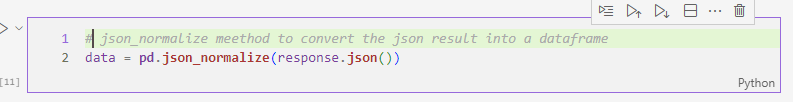 1 # json_normalize meethod to convert the json result into a dataframe
2 data = pd.json_normalize(response.json())
[11]
Python